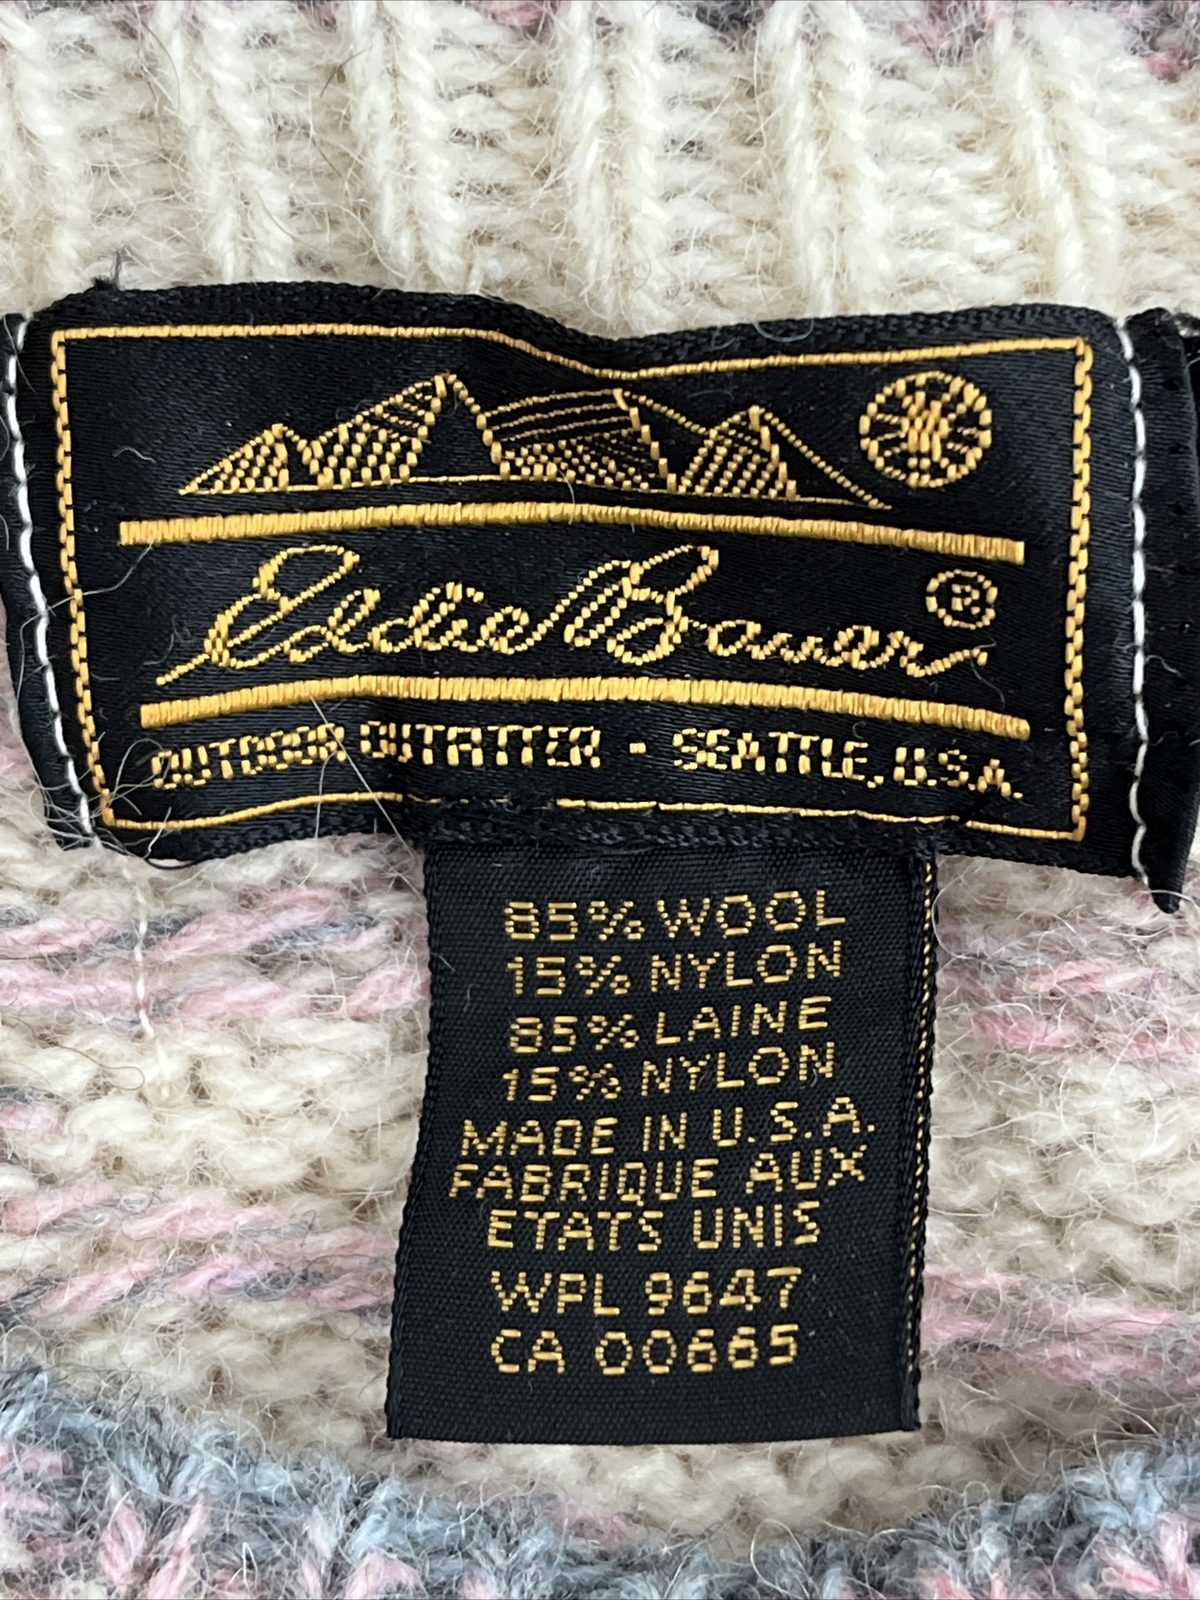 Eddie Bauer®
OUTDOOR OUTFITTER - SEATTLE, U.S.A.
85% WOOL
15% NYLON
85% LAINE
15% NYLON
MADE IN U.S.A.
FABRIQUE AUX
ETATS UNIS
WPL 9647
CA 00665